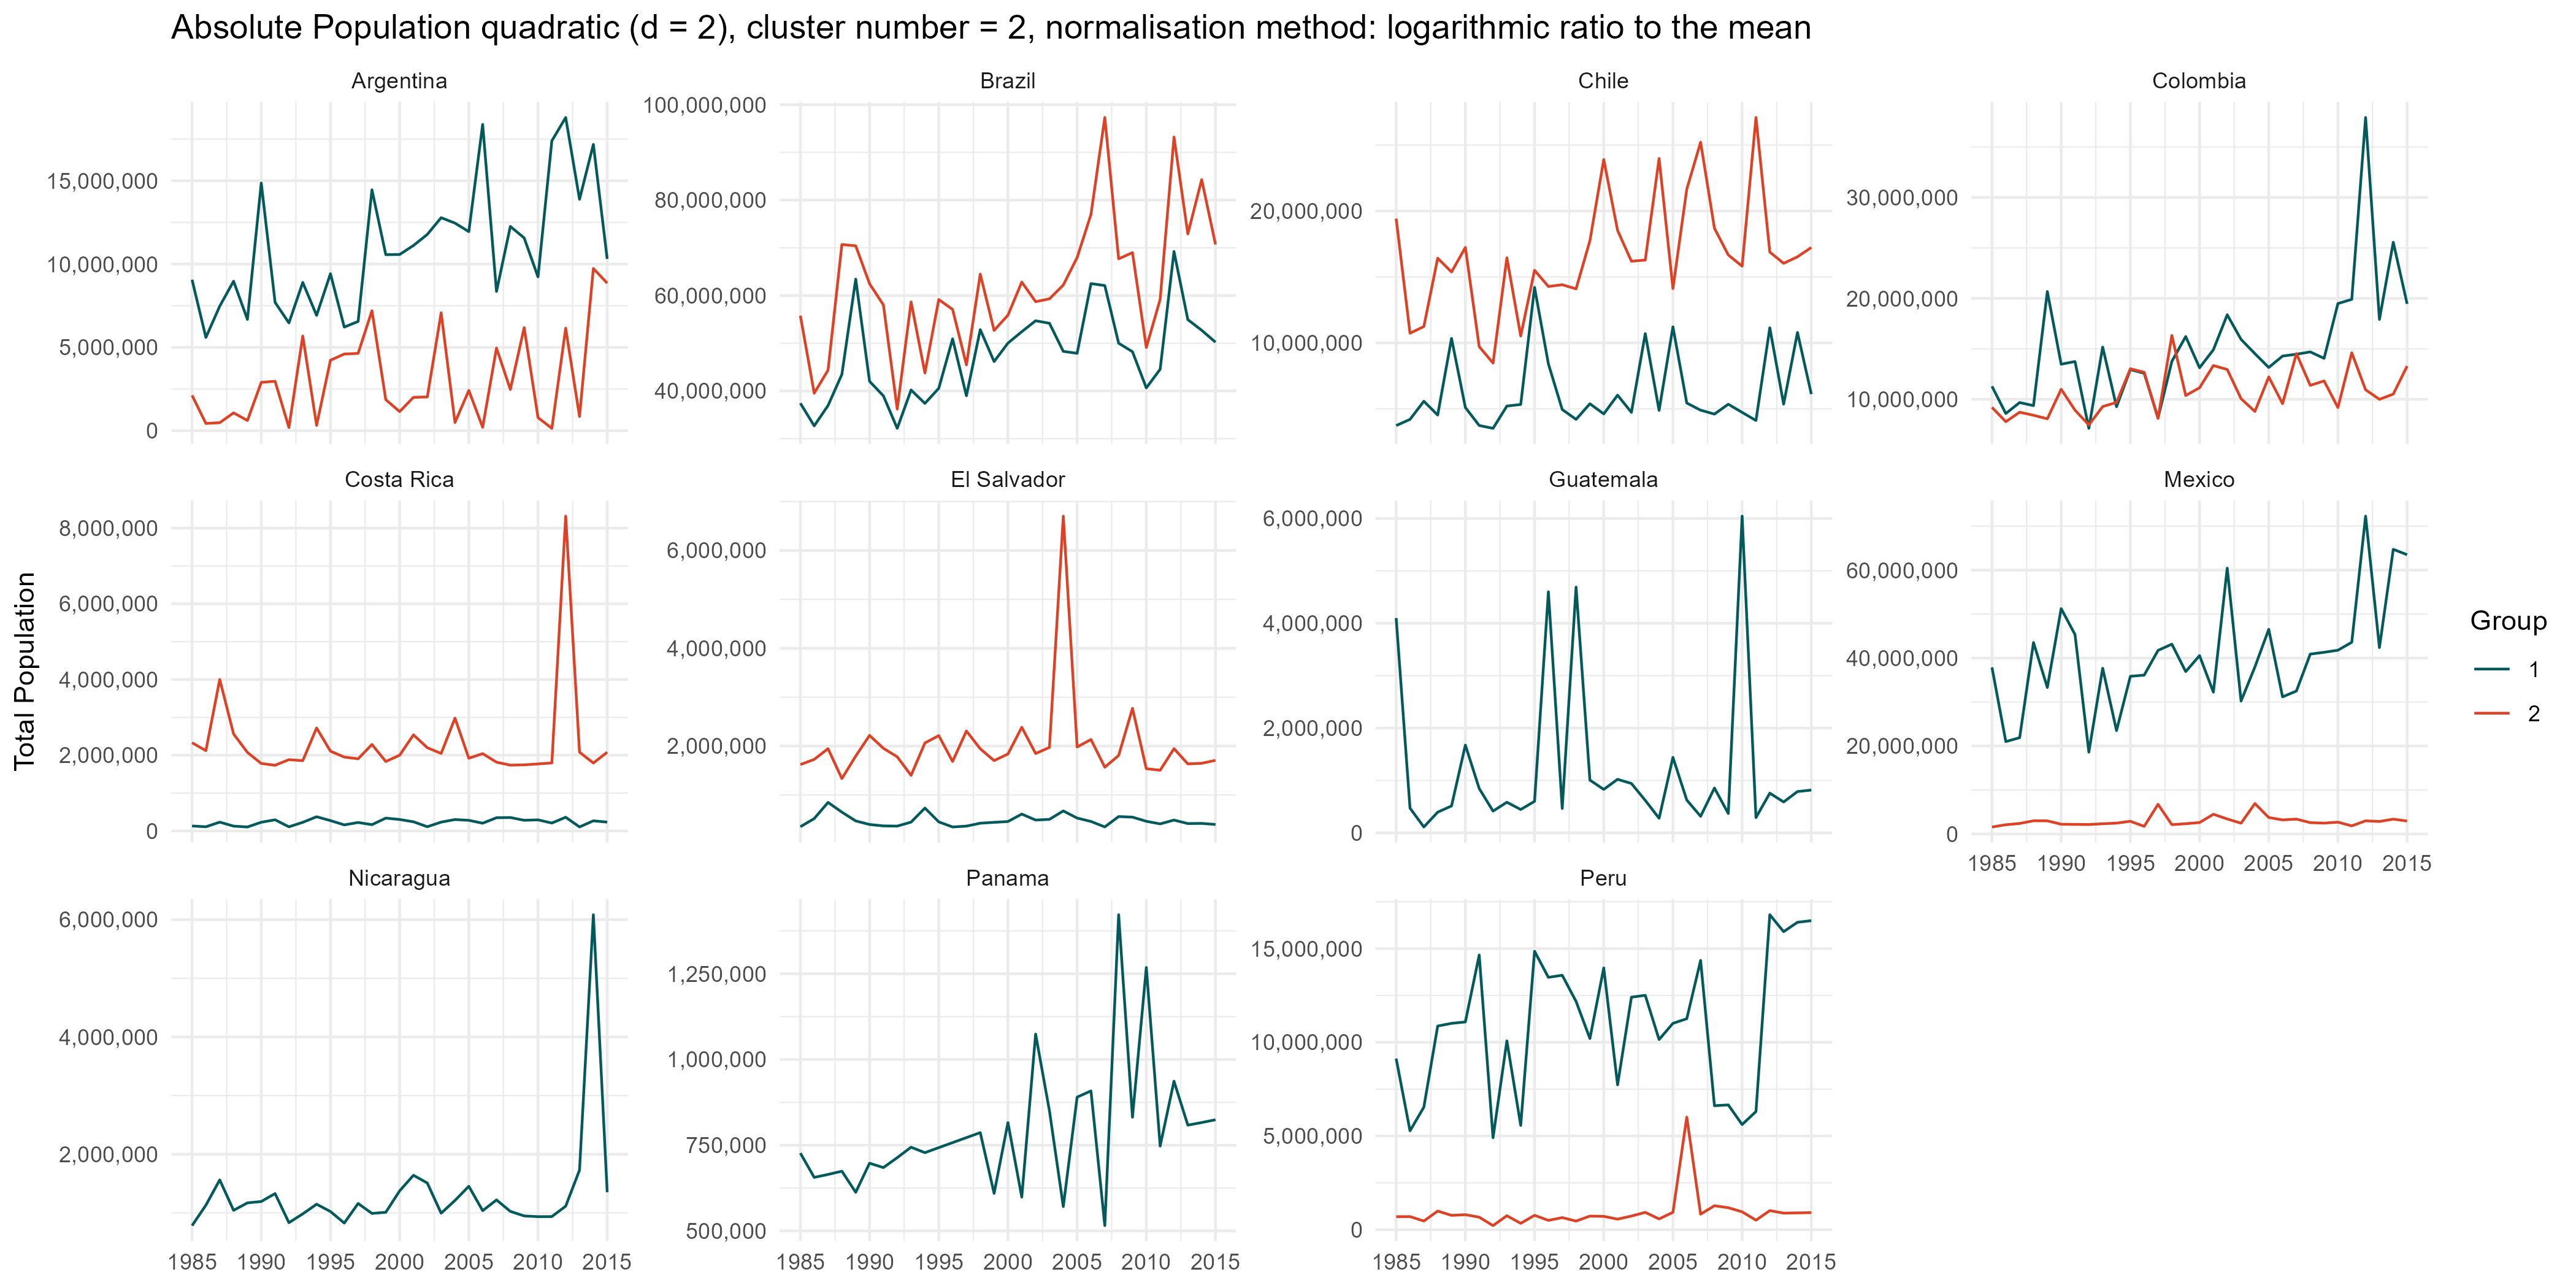 Absolute Population quadratic (d = 2), cluster number = 2, normalisation method: logarithmic ratio to the mean
Argentina
Brazil
Chile
Colombia
15,000,000
10,000,000
5,000,000
0
100,000,000
80,000,000
60,000,000
40,000,000
20,000,000
10,000,000
30,000,000
20,000,000
10,000,000
Costa Rica
El Salvador
Guatemala
Mexico
8,000,000
6,000,000
4,000,000
2,000,000
0
6,000,000
4,000,000
2,000,000
6,000,000
4,000,000
2,000,000
0
60,000,000
40,000,000
20,000,000
0
1985 1990 1995 2000 2005 2010 2015
Nicaragua
Panama
Peru
6,000,000
4,000,000
2,000,000
1,250,000
1,000,000
750,000
500,000
15,000,000
10,000,000
5,000,000
0
1985 1990 1995 2000 2005 2010 2015
1985 1990 1995 2000 2005 2010 2015
1985 1990 1995 2000 2005 2010 2015
Total Population
Group
1
2